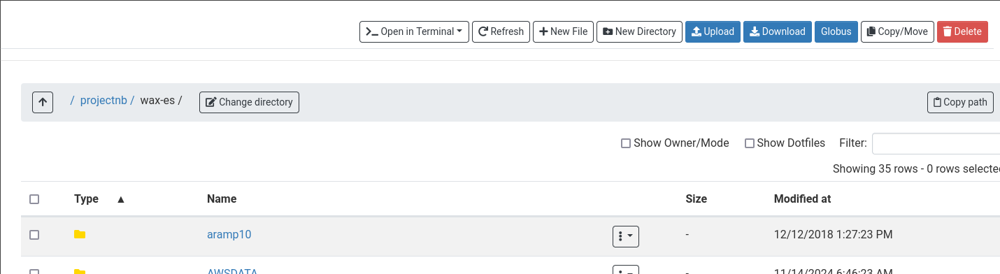 Open in Terminal Refresh New File New Directory Upload Download Globus Copy/Move Delete
/ projectnb / wax-es / Change directory Copy path
Show Owner/Mode Show Dotfiles Filter:
Showing 35 rows - 0 rows selected
Type ▲ Name Size Modified at
aramp10 - 12/12/2018 1:27:23 PM
AWSDATA 11/14/2024 6:46:23 AM